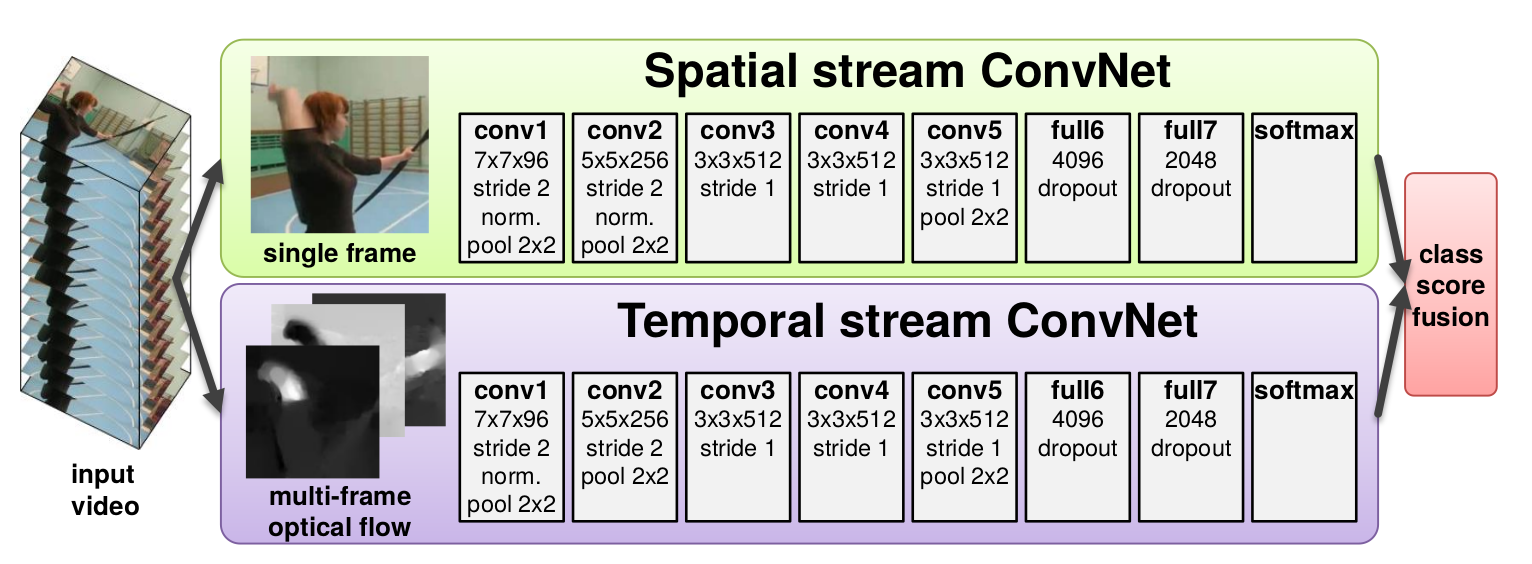 Spatial stream ConvNet
conv1
7x7x96
stride 2
norm.
pool 2x2
conv2
5x5x256
stride 2
norm.
pool 2x2
conv3
3x3x512
stride 1
conv4
3x3x512
stride 1
conv5
3x3x512
stride 1
pool 2x2
full6
4096
dropout
full7
2048
dropout
softmax
single frame
input
video
Temporal stream ConvNet
conv1
7x7x96
stride 2
norm.
pool 2x2
conv2
5x5x256
stride 2
pool 2x2
conv3
3x3x512
stride 1
conv4
3x3x512
stride 1
conv5
3x3x512
stride 1
pool 2x2
full6
4096
dropout
full7
2048
dropout
softmax
multi-frame
optical flow
class
score
fusion